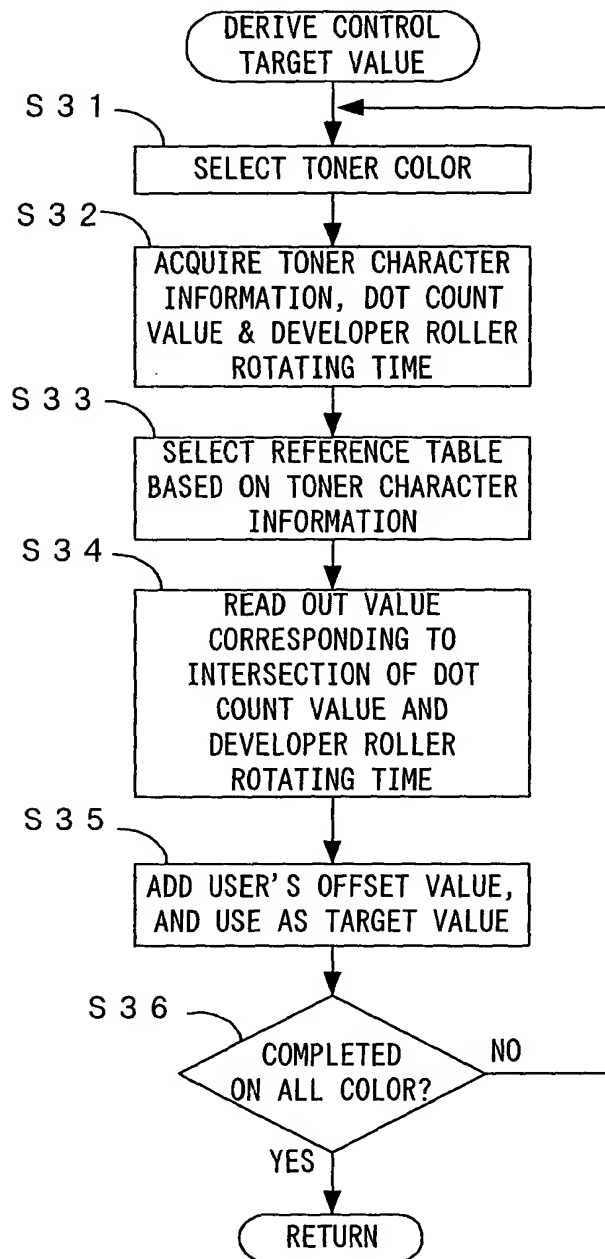 DERIVE CONTROL
TARGET VALUE
S31
SELECT TONER COLOR
S32
ACQUIRE TONER CHARACTER
INFORMATION, DOT COUNT
VALUE & DEVELOPER ROLLER
ROTATING TIME
S33
SELECT REFERENCE TABLE
BASED ON TONER CHARACTER
INFORMATION
S34
READ OUT VALUE
CORRESPONDING TO
INTERSECTION OF DOT
COUNT VALUE AND
DEVELOPER ROLLER
ROTATING TIME
S35
ADD USER'S OFFSET VALUE,
AND USE AS TARGET VALUE
S36
COMPLETED
ON ALL COLOR?
NO
YES
RETURN